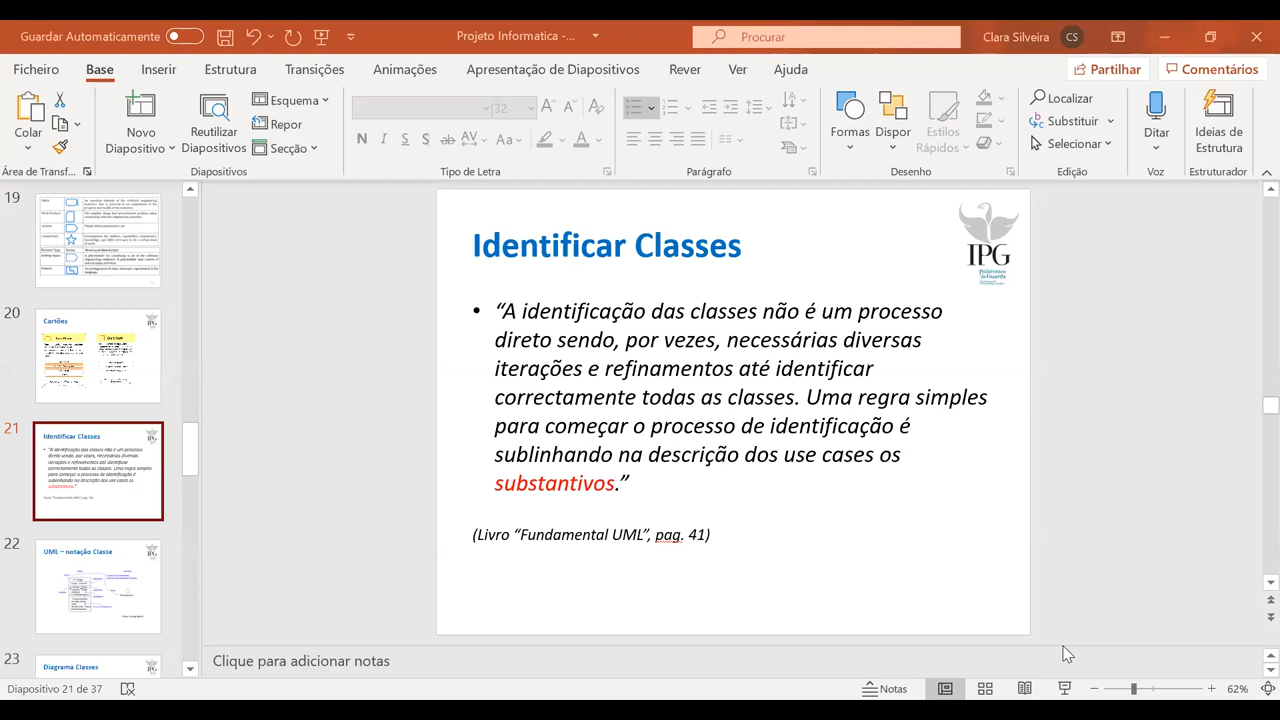 Guardar Automaticamente
Projeto Informatica -...
Procurar
Clara Silveira
CS
Ficheiro
Base
Inserir
Estrutura
Transições
Animações
Apresentação de Diapositivos
Rever
Ver
Ajuda
Partilhar
Comentários
Colar
Novo
Diapositivo
Reutilizar
Diapositivos
Esquema
Repor
Secção
32
N I S S ab AV Aa A
Formas
Dispor
Estilos
Rápidos
Localizar
Substituir
Selecionar
Ditar
Ideias de
Estrutura
Área de Transf...
Diapositivos
Tipo de Letra
Parágrafo
Desenho
Edição
Voz
Estruturador
19
20
Cartões
21
Identificar Classes
22
UML – notação Classe
23
Diagrama Classes
Identificar Classes
IPG
Politécnico
da Guarda
• “A identificação das classes não é um processo
direto sendo, por vezes, necessárias diversas
iterações e refinamentos até identificar
correctamente todas as classes. Uma regra simples
para começar o processo de identificação é
sublinhando na descrição dos use cases os
substantivos.”
(Livro “Fundamental UML”, pag. 41)
Clique para adicionar notas
Diapositivo 21 de 37
Notas
62%